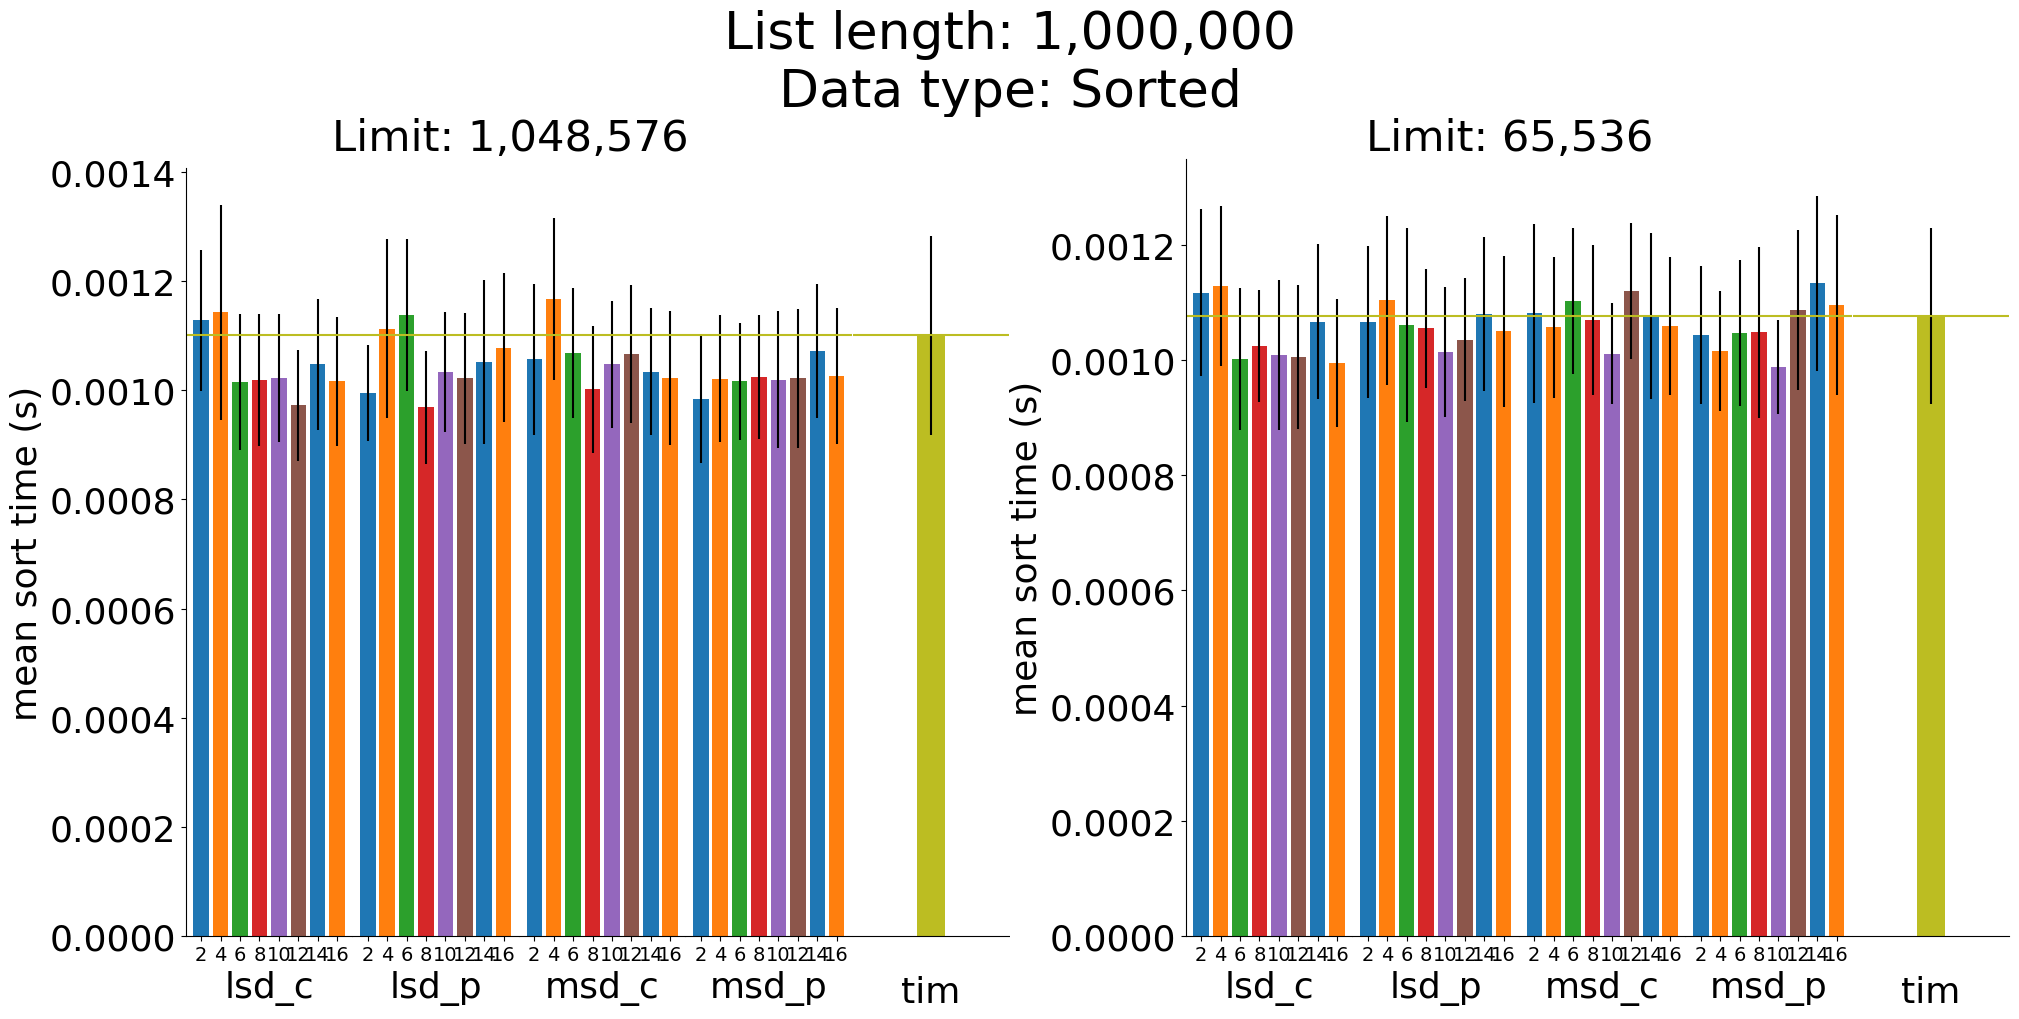 List length: 1,000,000
Data type: Sorted
Limit: 1,048,576
0.0014
0.0012
0.0010
0.0008
0.0006
0.0004
0.0002
0.0000
mean sort time (s)
2 4 6 8 10 12 14 16 2 4 6 8 10 12 14 16 2 4 6 8 10 12 14 16 2 4 6 8 10 12 14 16
lsd_c lsd_p msd_c msd_p tim
Limit: 65,536
0.0012
0.0010
0.0008
0.0006
0.0004
0.0002
0.0000
mean sort time (s)
2 4 6 8 10 12 14 16 2 4 6 8 10 12 14 16 2 4 6 8 10 12 14 16 2 4 6 8 10 12 14 16
lsd_c lsd_p msd_c msd_p tim